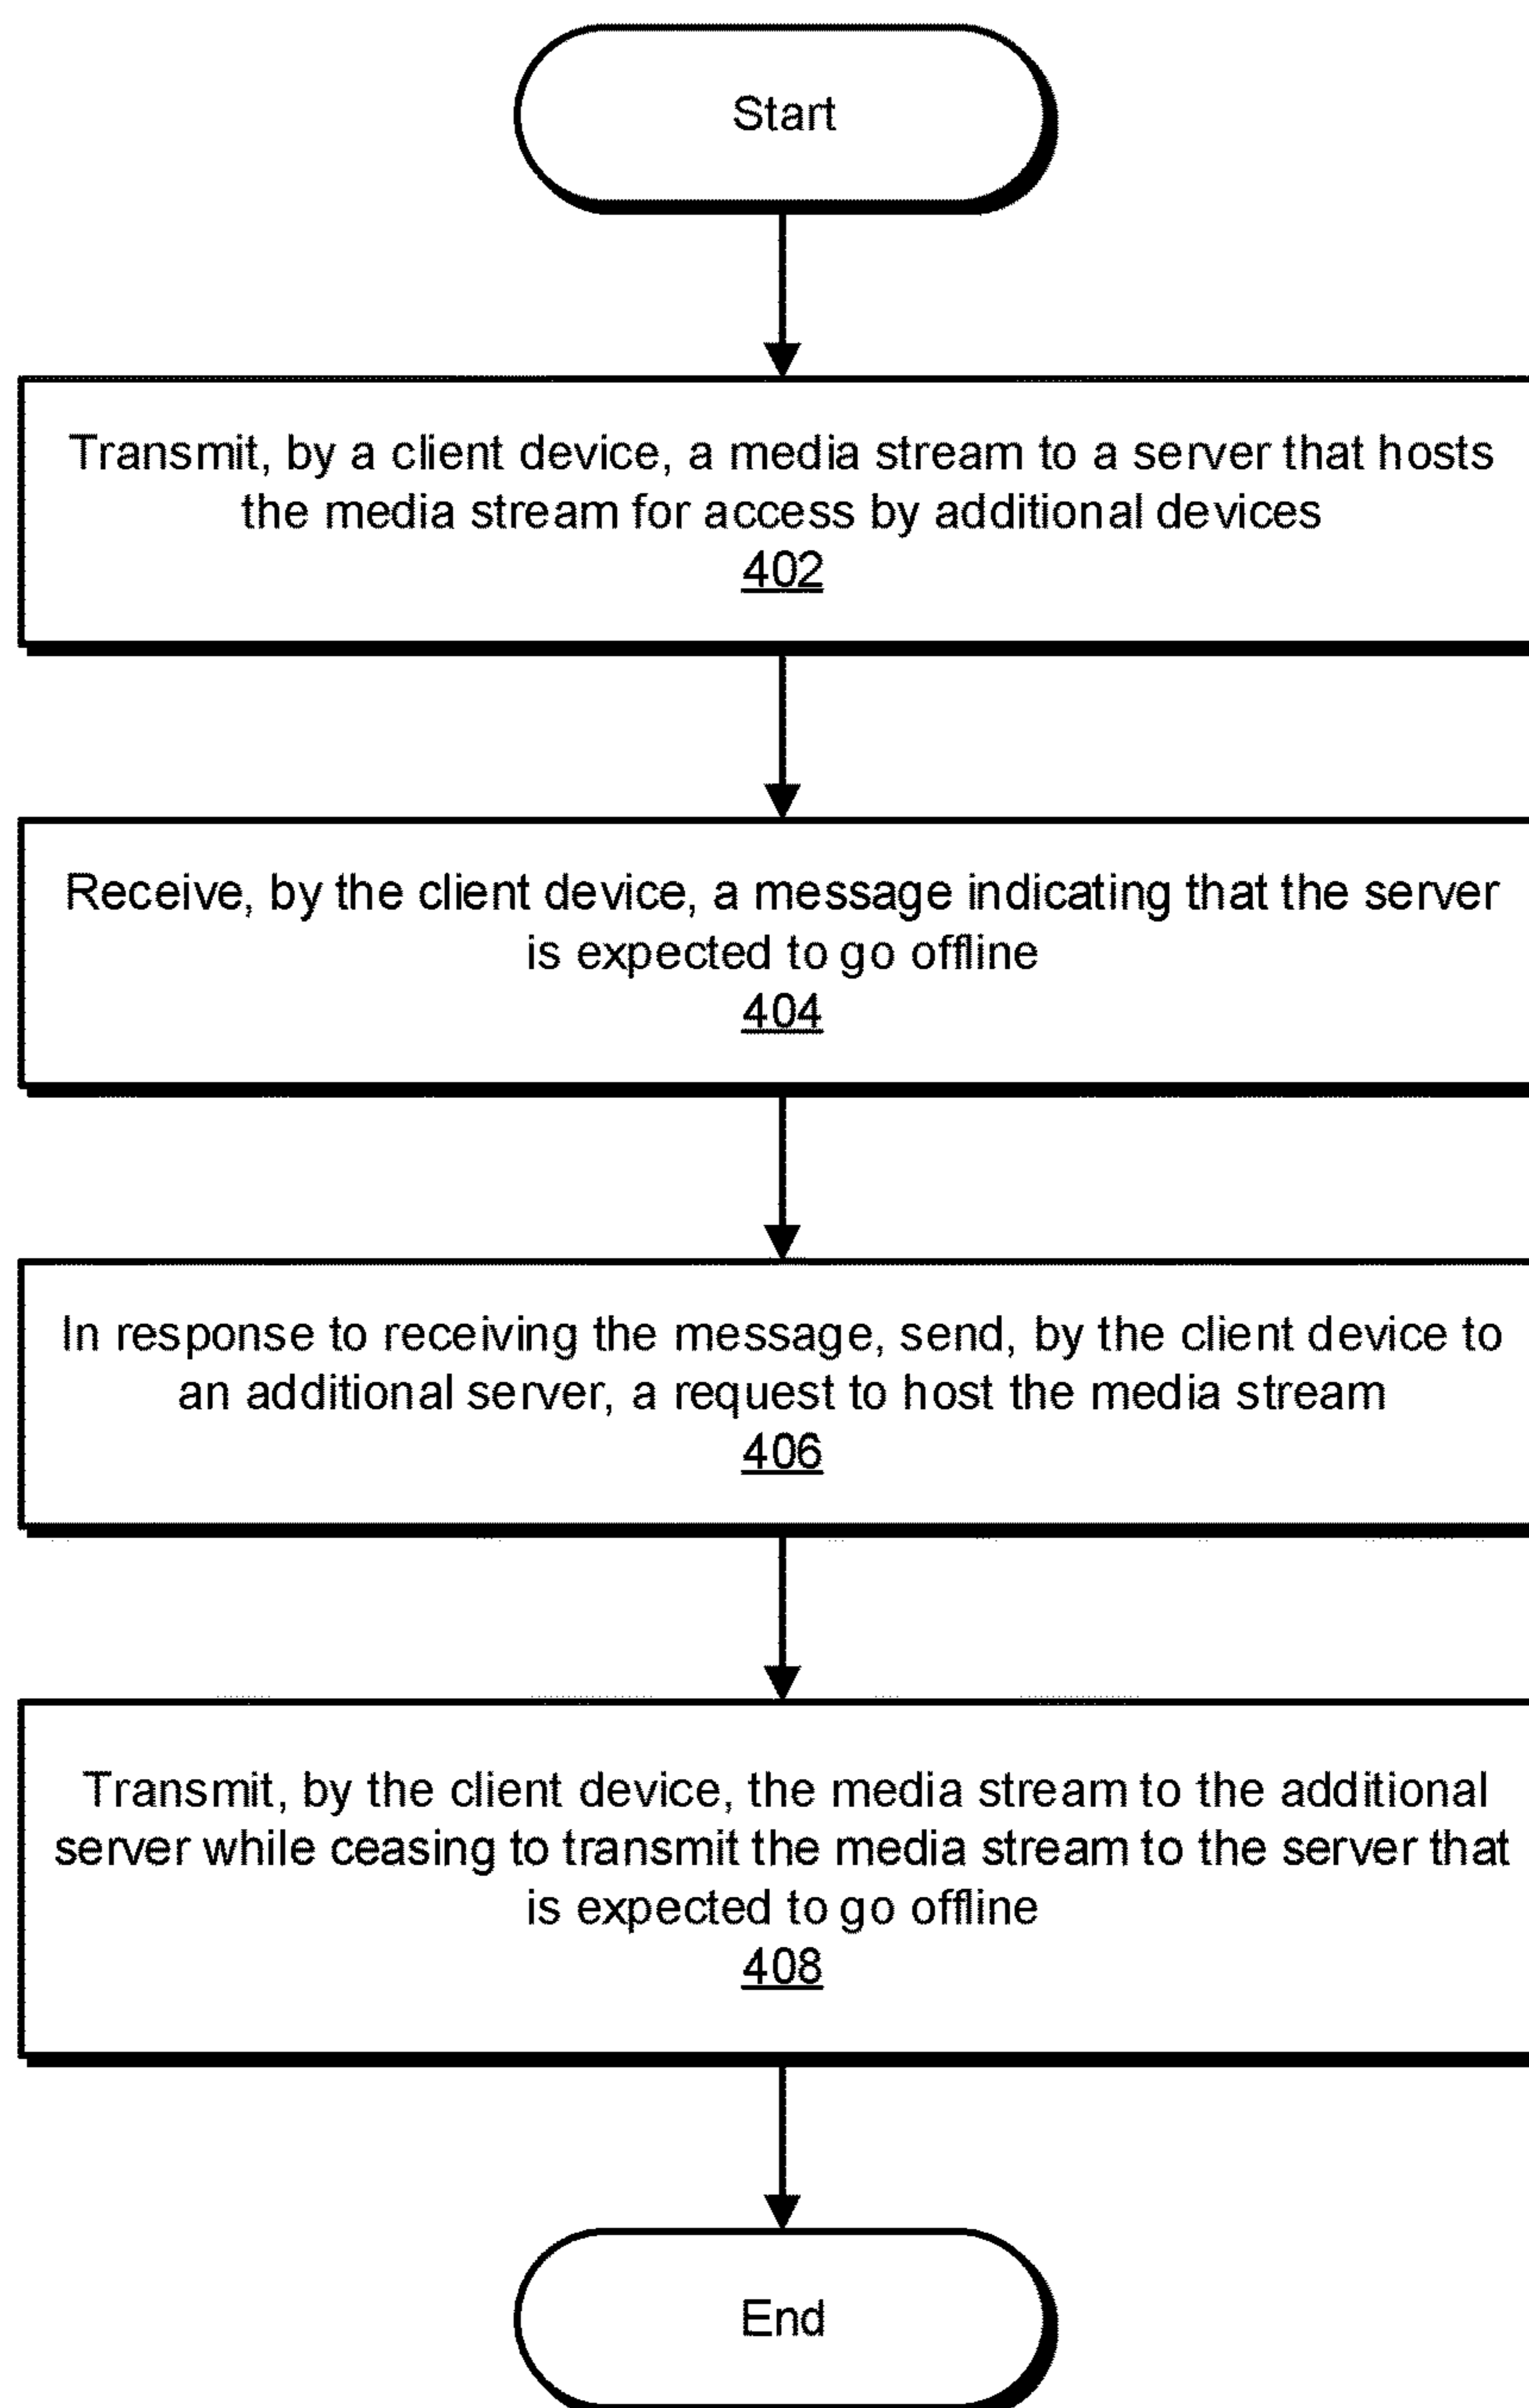 Start
Transmit, by a client device, a media stream to a server that hosts
the media stream for access by additional devices
402
Receive, by the client device, a message indicating that the server
is expected to go offline
404
In response to receiving the message, send, by the client device to
an additional server, a request to host the media stream
406
Transmit, by the client device, the media stream to the additional
server while ceasing to transmit the media stream to the server that
is expected to go offline
408
End